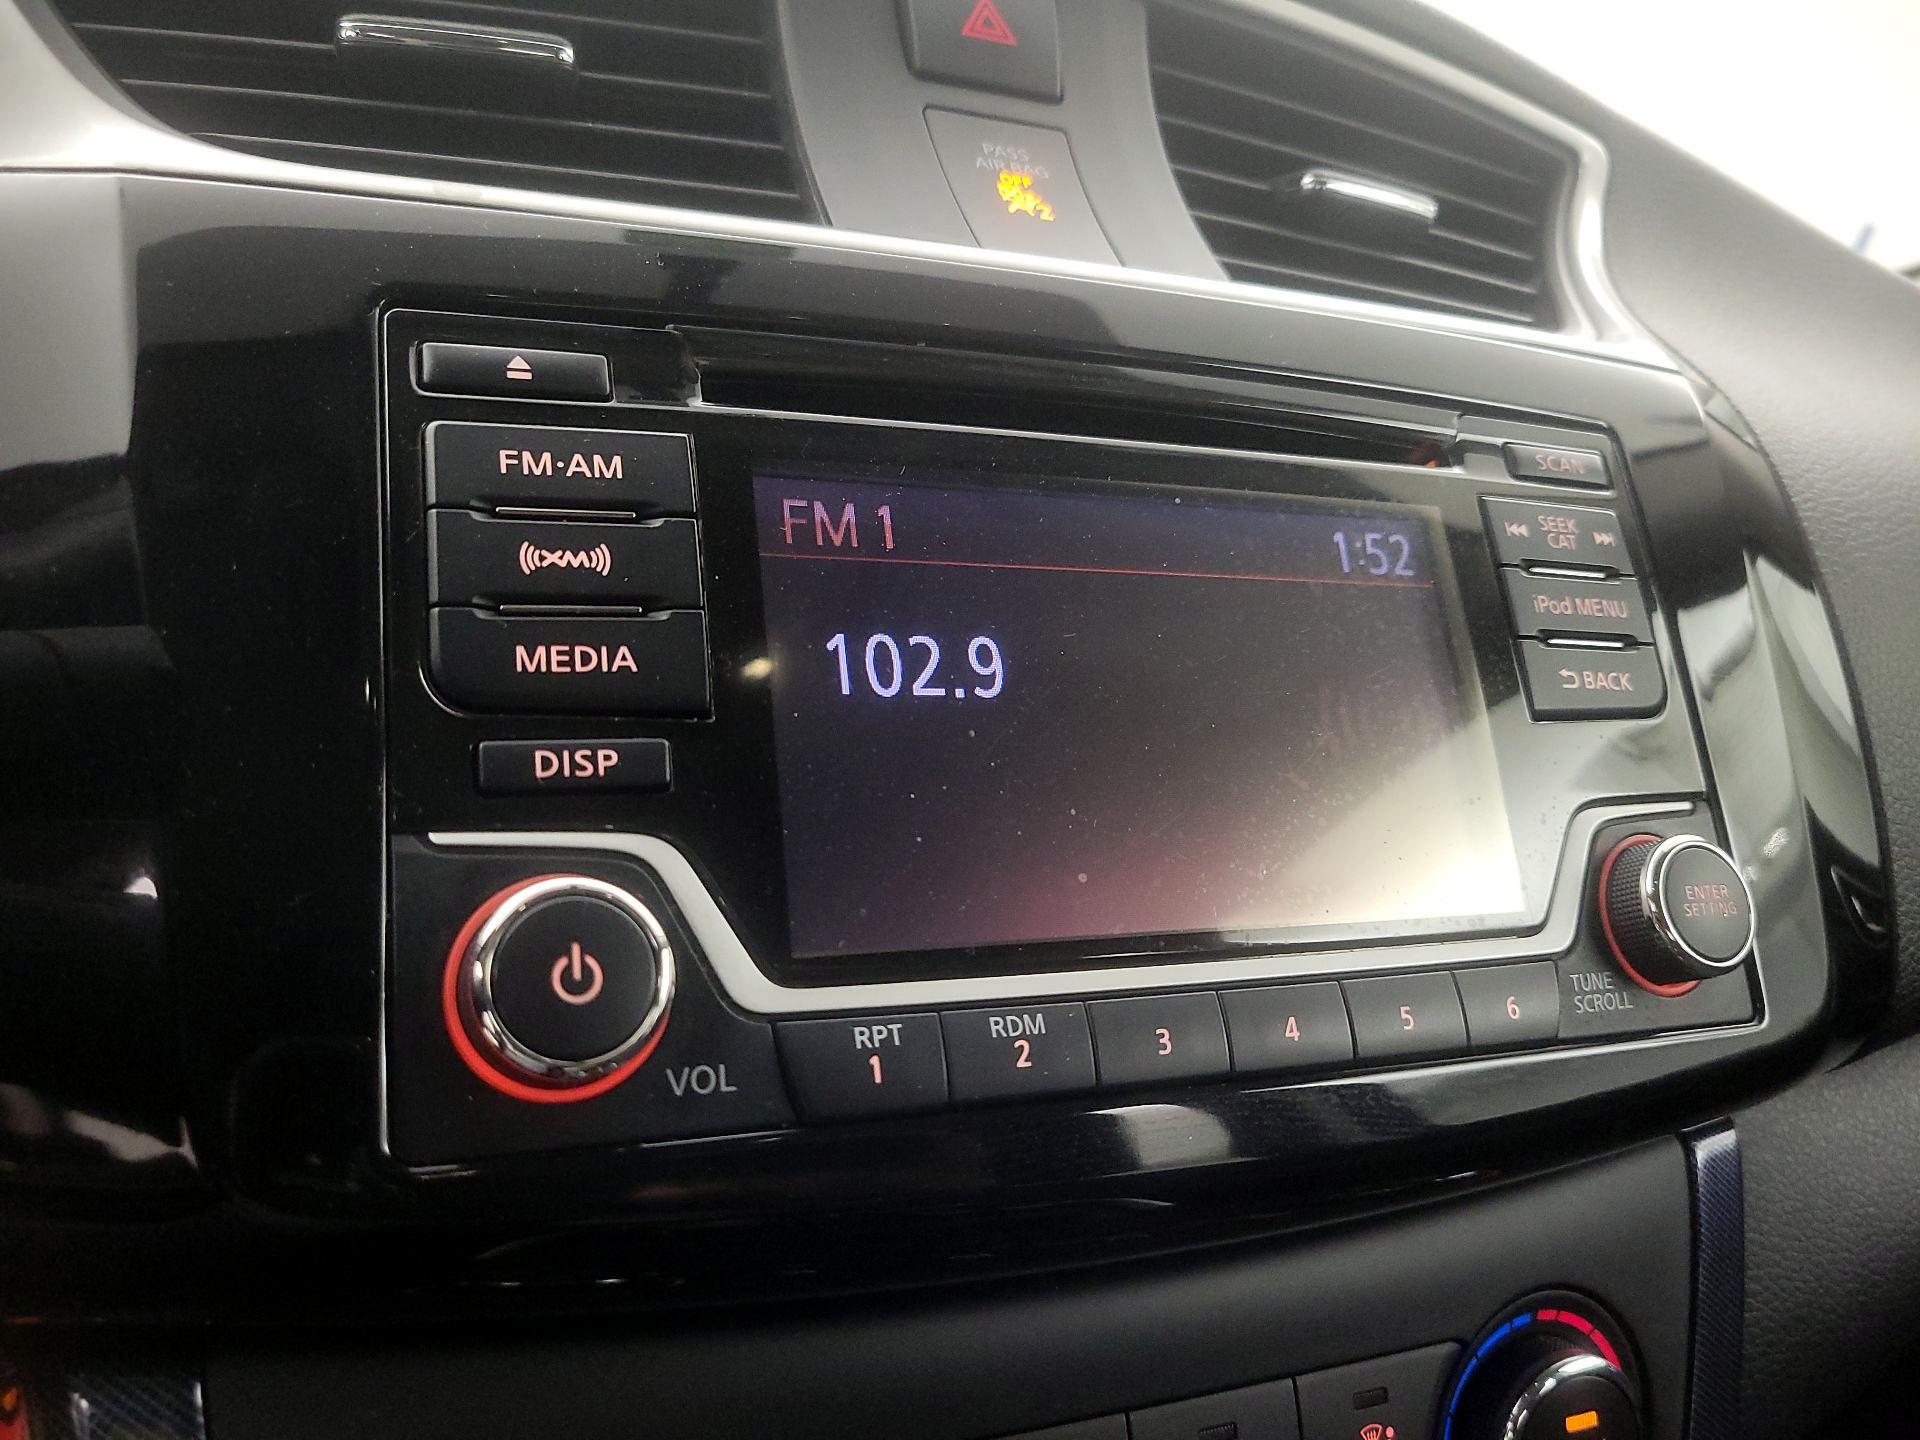 PASS
AIR BAG
OFF
2
FM·AM
XM
MEDIA
DISP
FM 1
1:52
102.9
SCAN
SEEK
CAT
iPod MENU
BACK
ENTER
SETTING
TUNE
SCROLL
VOL
RPT
1
RDM
2
3
4
5
6